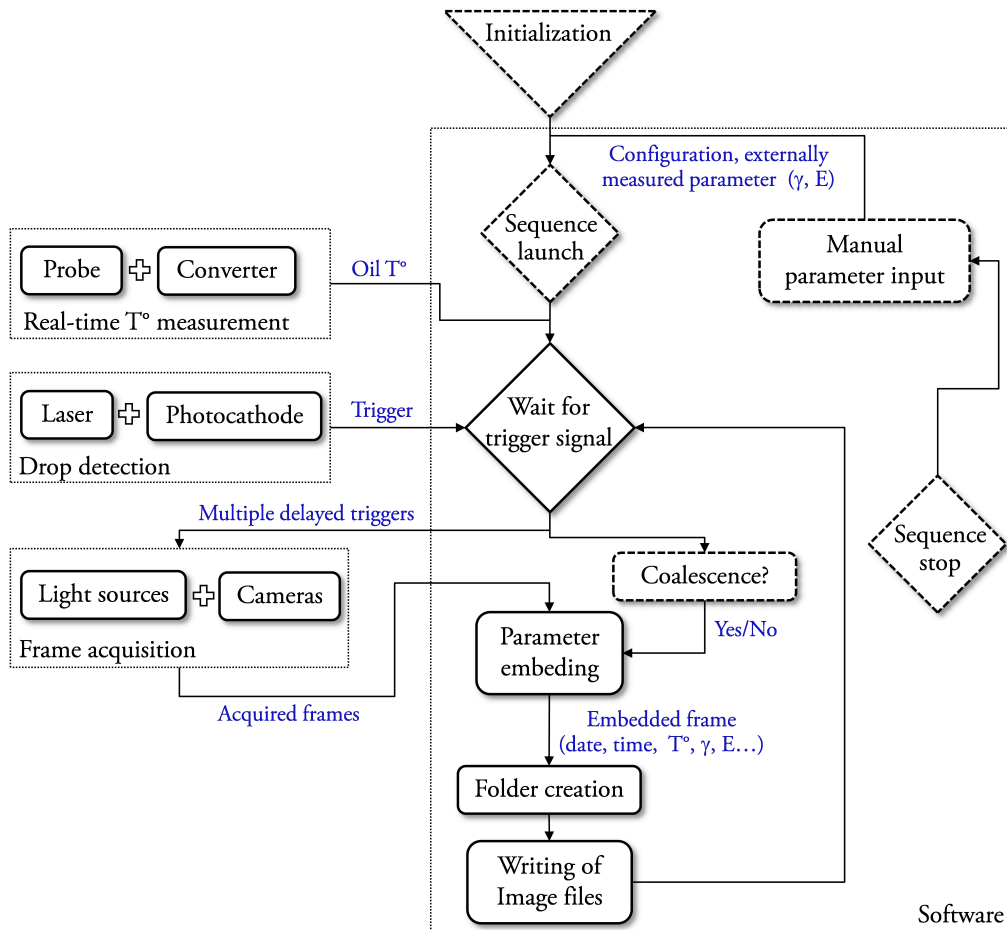 Initialization
Configuration, externally
measured parameter (γ, E)
Sequence
launch
Manual
parameter input
Probe
Converter
Real-time T° measurement
Oil T°
Laser
Photocathode
Drop detection
Trigger
Wait for
trigger signal
Multiple delayed triggers
Sequence
stop
Light sources
Cameras
Frame acquisition
Coalescence?
Yes/No
Parameter
embeding
Acquired frames
Embedded frame
(date, time, T°, γ, E…)
Folder creation
Writing of
Image files
Software